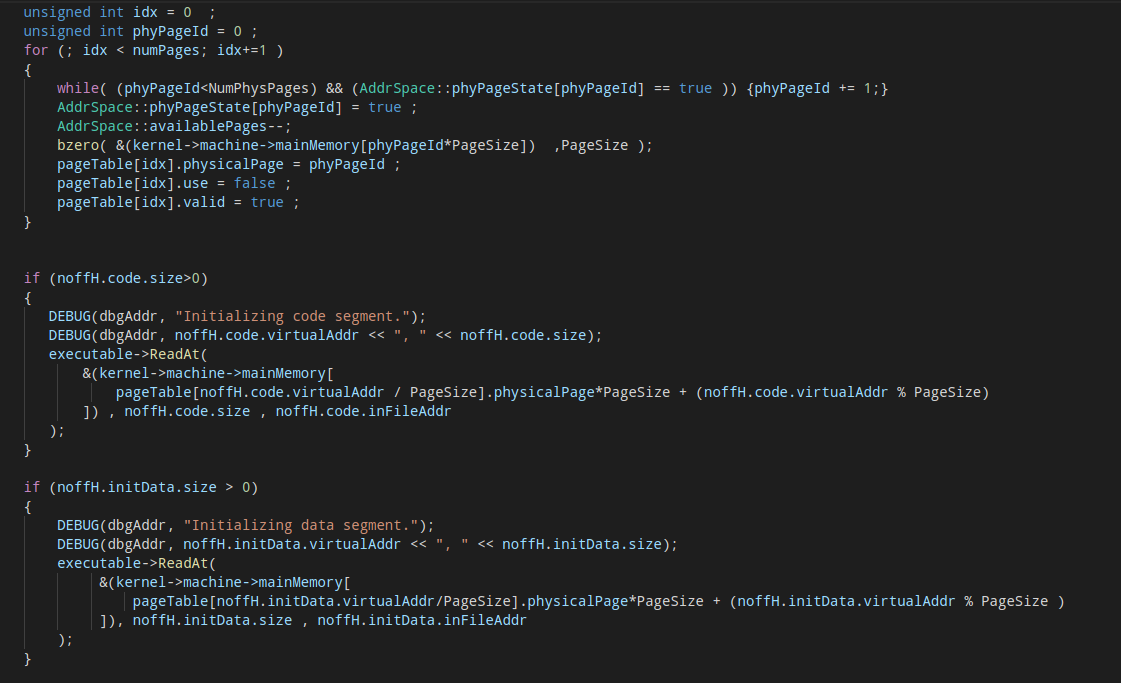 unsigned int idx = 0  ;
unsigned int phyPageId = 0 ;
for (; idx < numPages; idx+=1 )
{
    while( (phyPageId<NumPhysPages) && (AddrSpace::phyPageState[phyPageId] == true )) {phyPageId += 1;}
    AddrSpace::phyPageState[phyPageId] = true ;
    AddrSpace::availablePages--;
    bzero( &(kernel->machine->mainMemory[phyPageId*PageSize])  ,PageSize );
    pageTable[idx].physicalPage = phyPageId ;
    pageTable[idx].use = false ;
    pageTable[idx].valid = true ;
}
if (noffH.code.size>0)
{
   DEBUG(dbgAddr, "Initializing code segment.");
   DEBUG(dbgAddr, noffH.code.virtualAddr << ", " << noffH.code.size);
   executable->ReadAt(
       &(kernel->machine->mainMemory[
           pageTable[noffH.code.virtualAddr / PageSize].physicalPage*PageSize + (noffH.code.virtualAddr % PageSize)
       ]) , noffH.code.size , noffH.code.inFileAddr
   );
}
if (noffH.initData.size > 0)
{
    DEBUG(dbgAddr, "Initializing data segment.");
    DEBUG(dbgAddr, noffH.initData.virtualAddr << ", " << noffH.initData.size);
    executable->ReadAt(
         &(kernel->machine->mainMemory[
             pageTable[noffH.initData.virtualAddr/PageSize].physicalPage*PageSize + (noffH.initData.virtualAddr % PageSize )
         ]), noffH.initData.size , noffH.initData.inFileAddr
    );
}